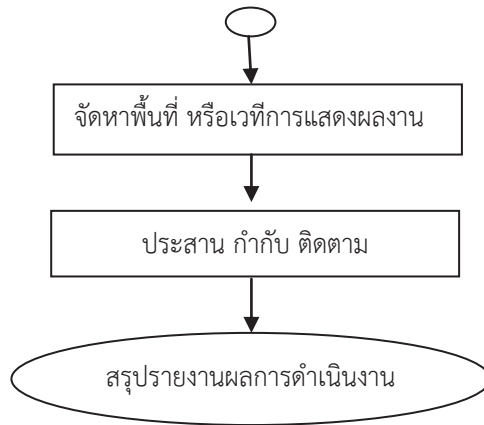 จัดหาพื้นที่ หรือเวทีการแสดงผลงาน
ประสาน กำกับ ติดตาม
สรุปรายงานผลการดำเนินงาน